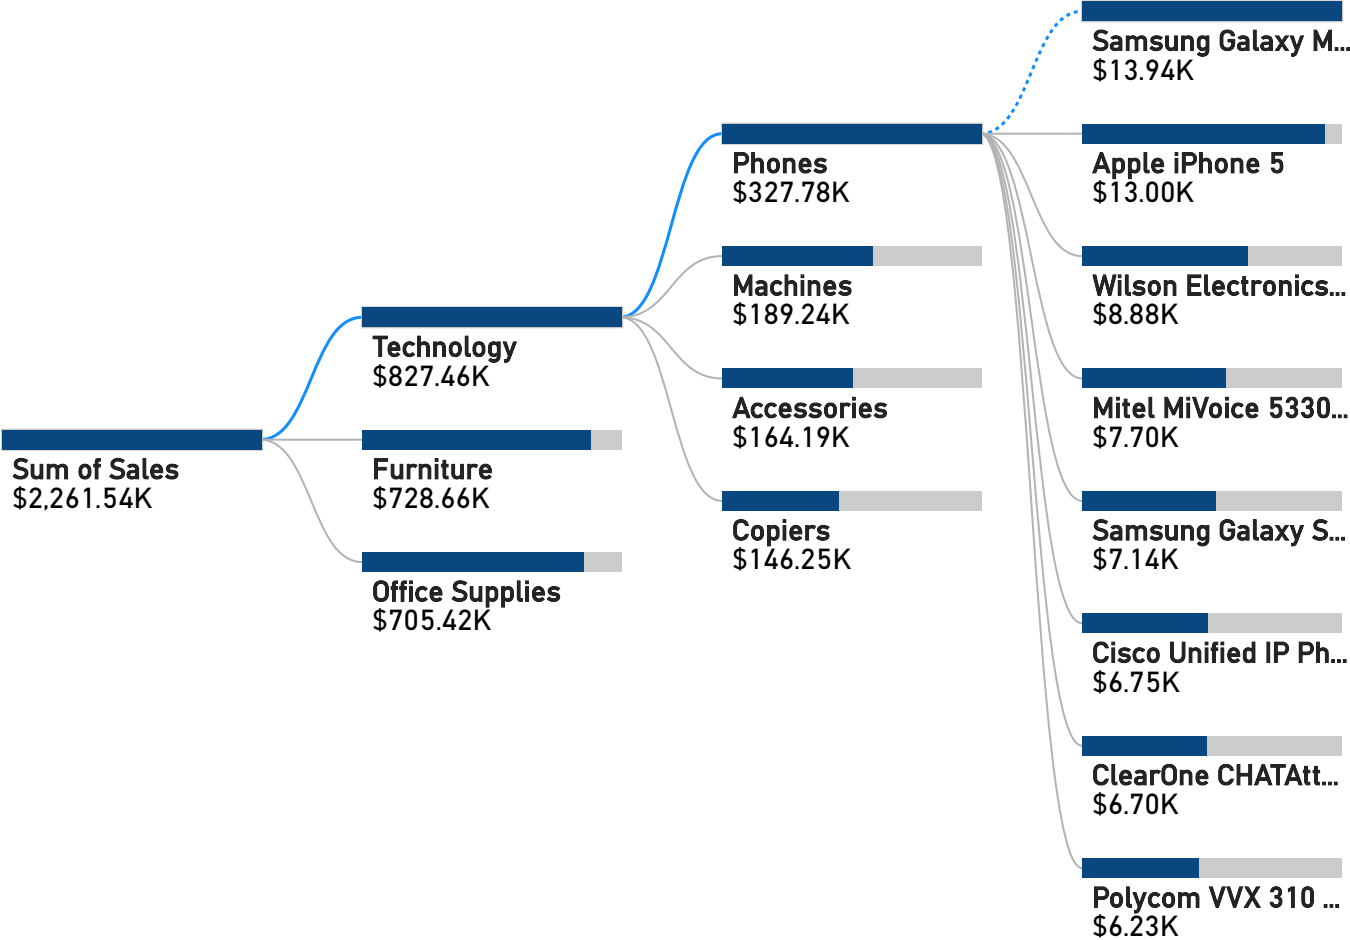 Sum of Sales
$2,261.54K
Technology
$827.46K
Furniture
$728.66K
Office Supplies
$705.42K
Phones
$327.78K
Machines
$189.24K
Accessories
$164.19K
Copiers
$146.25K
Samsung Galaxy M...
$13.94K
Apple iPhone 5
$13.00K
Wilson Electronics...
$8.88K
Mitel MiVoice 5330...
$7.70K
Samsung Galaxy S...
$7.14K
Cisco Unified IP Ph...
$6.75K
ClearOne CHATAtt...
$6.70K
Polycom VVX 310 ...
$6.23K